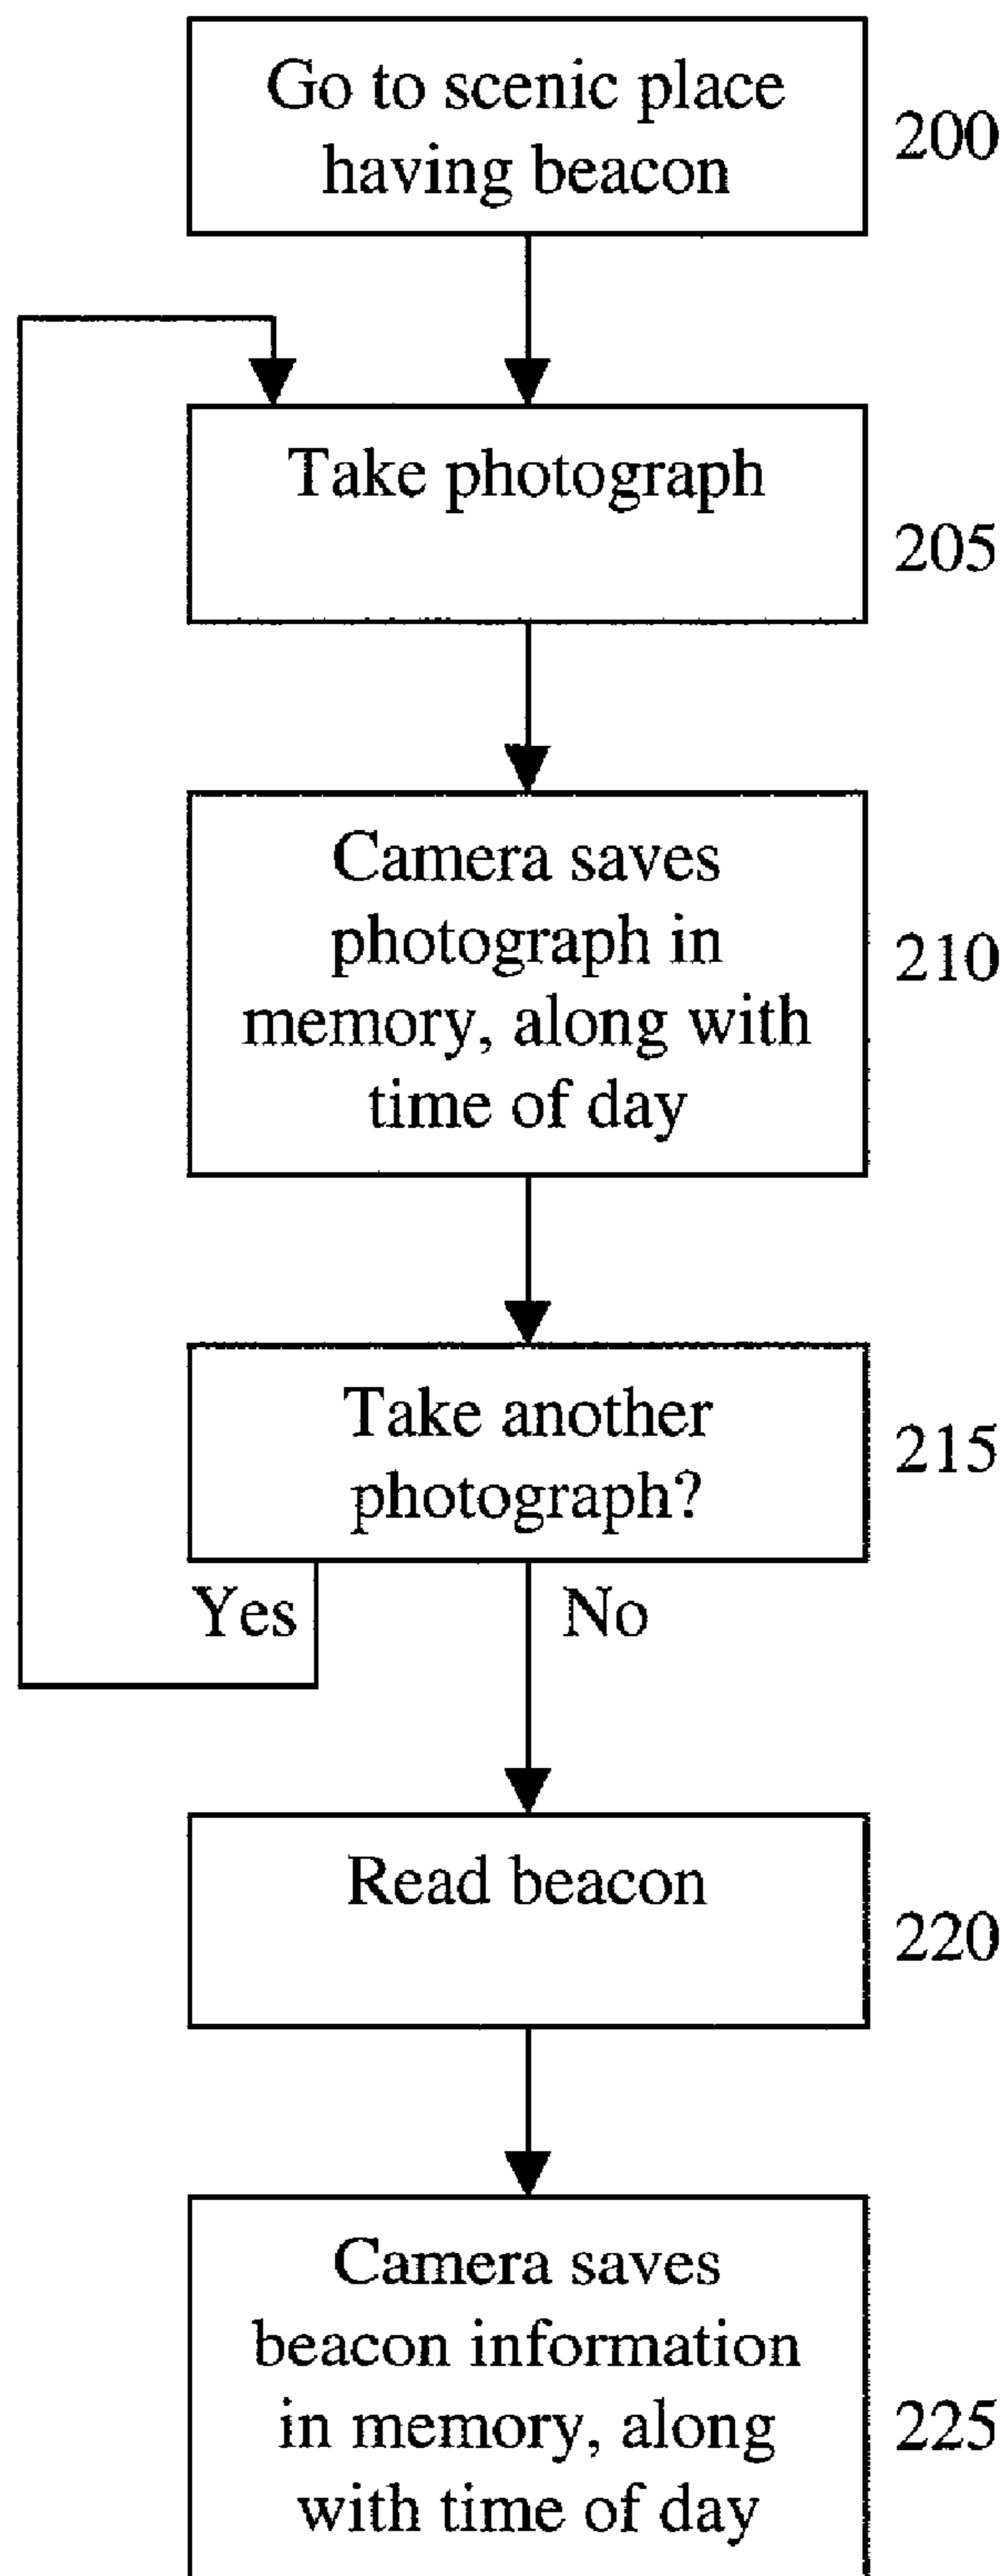 Go to scenic place
having beacon
200
Take photograph
205
Camera saves
photograph in
memory, along with
time of day
210
Take another
photograph?
215
Yes
No
Read beacon
220
Camera saves
beacon information
in memory, along
with time of day
225